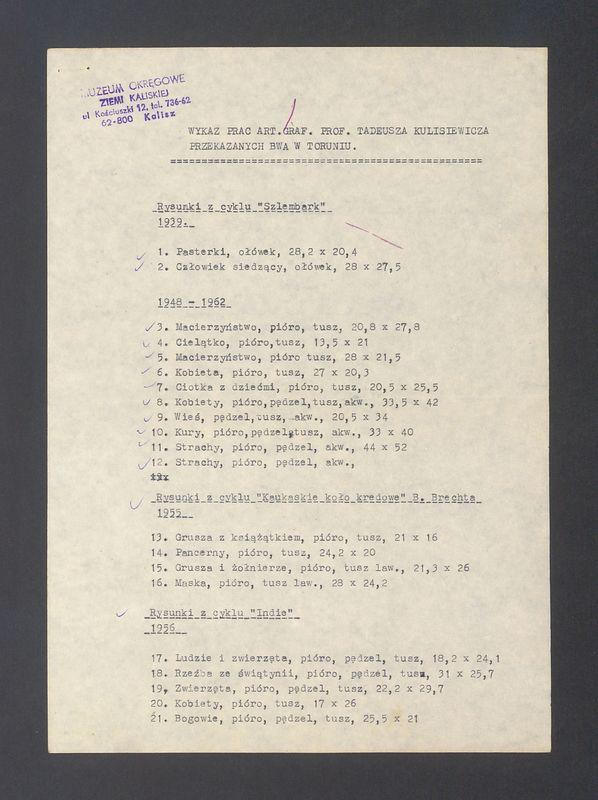 MUZEUM OKRĘGOWE
ZIEMI KALISKIEJ
ul Kościuszki 12, tel. 736-62
62-800 Kalisz
WYKAZ PRAC ART.GRAF. PROF. TADEUSZA KULISIEWICZA
PRZEKAZANYCH BWA W TORUNIU.
================================================
Rysunki z cyklu "Szlembark"
1939.
1. Pasterki, ołówek, 28,2 x 20,4
2. Człowiek siedzący, ołówek, 28 x 27,5
1948 - 1962
3. Macierzyństwo, pióro, tusz, 20,8 x 27,8
4. Cielątko, pióro,tusz, 13,5 x 21
5. Macierzyństwo, pióro tusz, 28 x 21,5
6. Kobieta, pióro, tusz, 27 x 20,3
7. Ciotka z dziećmi, pióro, tusz, 20,5 x 25,5
8. Kobiety, pióro,pędzel,tusz,akw., 33,5 x 42
9. Wieś, pędzel,tusz, akw., 20,5 x 34
10. Kury, pióro,pędzel,tusz, akw., 33 x 40
11. Strachy, pióro, pędzel, akw., 44 x 52
12. Strachy, pióro, pędzel, akw.,
Rysunki z cyklu "Kaukaskie koło kredowe" B. Brechta
1955
13. Grusza z książątkiem, pióro, tusz, 21 x 16
14. Pancerny, pióro, tusz, 24,2 x 20
15. Grusza i żołnierze, pióro, tusz law., 21,3 x 26
16. Maska, pióro, tusz law., 28 x 24,2
Rysunki z cyklu "Indie"
1956
17. Ludzie i zwierzęta, pióro, pędzel, tusz, 18,2 x 24,1
18. Rzeźba ze świątynii, pióro, pędzel, tusz, 31 x 25,7
19. Zwierzęta, pióro, pędzel, tusz, 22,2 x 29,7
20. Kobiety, pióro, tusz, 17 x 26
21. Bogowie, pióro, pędzel, tusz, 25,5 x 21